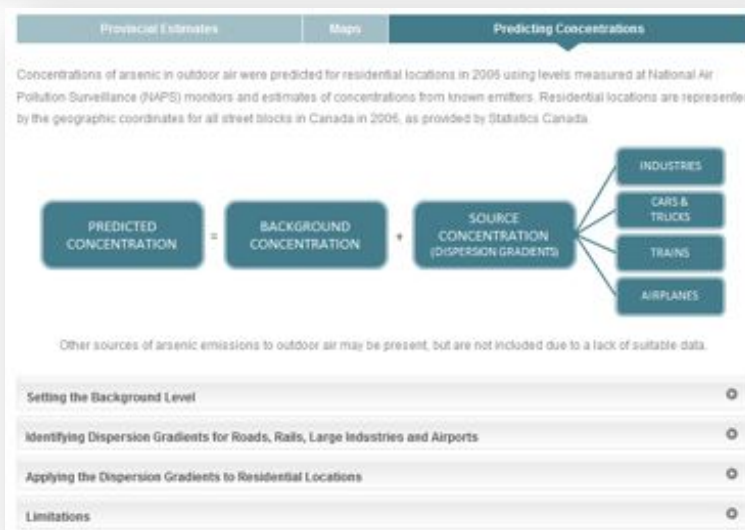 Provincial Estimates
Maps
Predicting Concentrations
Concentrations of arsenic in outdoor air were predicted for residential locations in 2006 using levels measured at National Air
Pollution Surveillance (NAPS) monitors and estimates of concentrations from known emitters. Residential locations are represented
by the geographic coordinates for all street blocks in Canada in 2006, as provided by Statistics Canada.
PREDICTED
CONCENTRATION
=
BACKGROUND
CONCENTRATION
+
SOURCE
CONCENTRATION
(DISPERSION GRADIENTS)
INDUSTRIES
CARS &
TRUCKS
TRAINS
AIRPLANES
Other sources of arsenic emissions to outdoor air may be present, but are not included due to a lack of suitable data.
Setting the Background Level
Identifying Dispersion Gradients for Roads, Rails, Large Industries and Airports
Applying the Dispersion Gradients to Residential Locations
Limitations